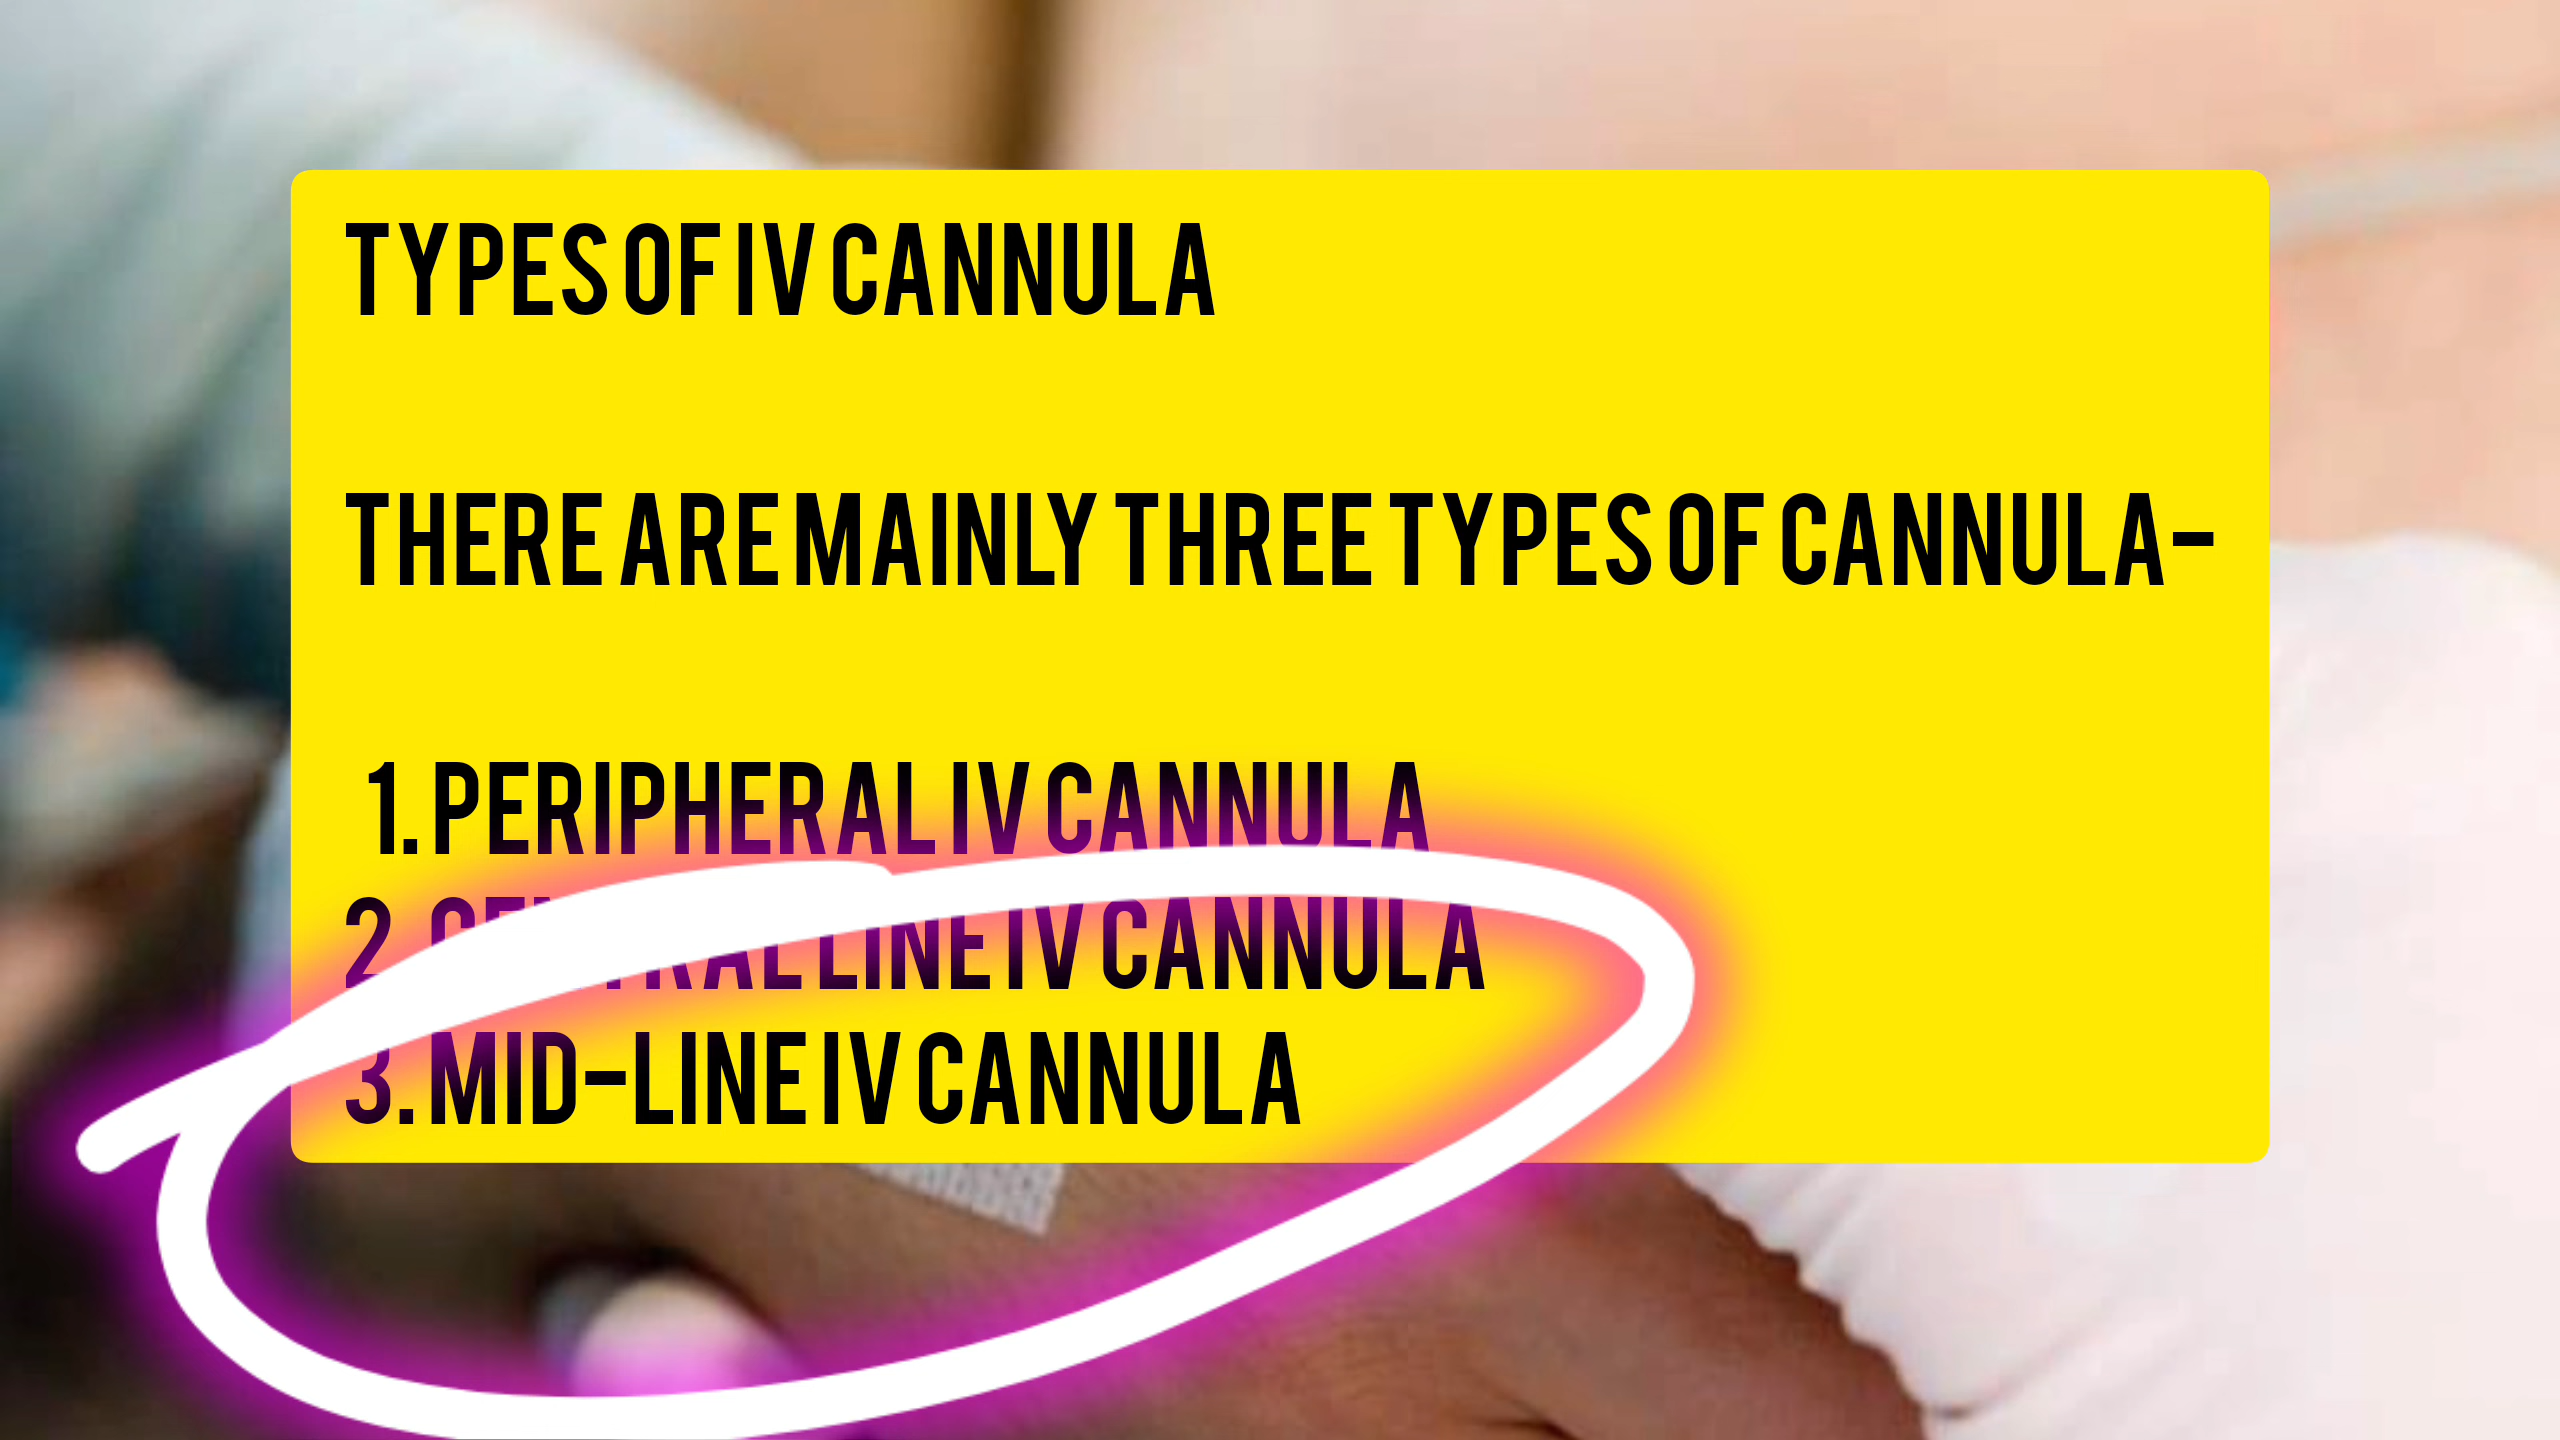 TYPES OF IV CANNULA
THERE ARE MAINLY THREE TYPES OF CANNULA-
1. PERIPHERAL IV CANNULA
2. CENTRAL LINE IV CANNULA
3. MID-LINE IV CANNULA